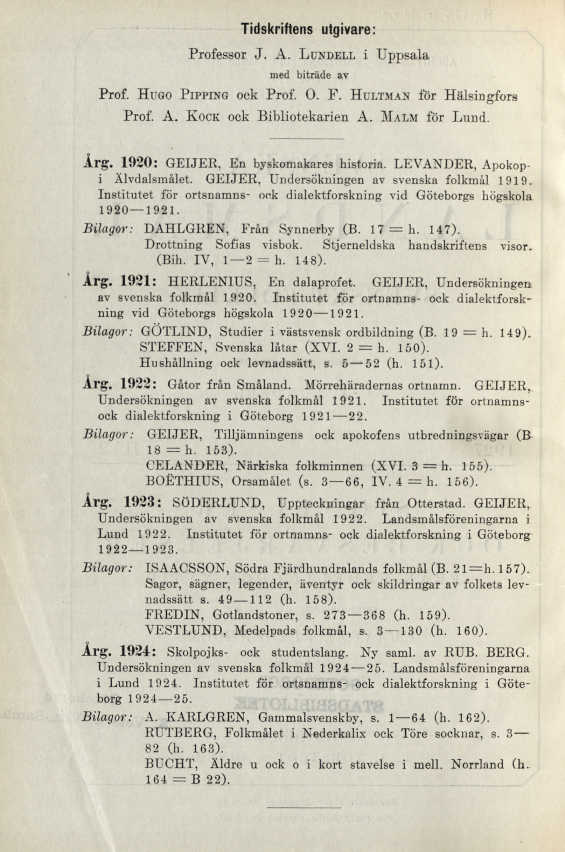 Tidskriftens utgivare:
Professor J. A. LUNDELL i Uppsala
med biträde av
Prof. HUGO PIPPING ock Prof. O. F. HULTMAN för Hälsingfors
Prof. A. KOCK ock Bibliotekarien A. MALM för Lund.
Årg. 1920: GEIJER, En byskomakares historia. LEVANDER, Apokop-
i Älvdalsmålet. GEIJER, Undersökningen av svenska folkmål 1919.
Institutet för ortsnamns- ock dialektforskning vid Göteborgs högskola
1920—1921.
Bilagor: DAHLGREN, Från Synnerby (B. 17 = h. 147).
Drottning Sofias visbok. Stjerneldska handskriftens visor.
(Bih. IV, 1—2 = h. 148).
Årg. 1921: HERLENIUS, En dalaprofet. GEIJER, Undersökningen
av svenska folkmål 1920. Institutet för ortnamns- ock dialektforsk-
ning vid Göteborgs högskola 1920—1921.
Bilagor: GÖTLIND, Studier i västsvensk ordbildning (B. 19 = h. 149).
STEFFEN, Svenska låtar (XVI. 2 = h. 150).
Hushållning ock levnadssätt, s. 5—52 (h. 151).
Årg. 1922: Gåtor från Småland. Mörrehäradernas ortnamn. GEIJER,
Undersökningen av svenska folkmål 1921. Institutet för ortnamns-
ock dialektforskning i Göteborg 1921—22.
Bilagor: GEIJER, Tilljämningens ock apokofens utbredningsvägar (B
18 = h. 153).
CELANDER, Närkiska folkminnen (XVI. 3 = h. 155).
BOËTHIUS, Orsamålet (s. 3—66, IV. 4 = h. 156).
Årg. 1923: SÖDERLUND, Uppteckningar från Otterstad. GEIJER,
Undersökningen av svenska folkmål 1922. Landsmålsföreningarna i
Lund 1922. Institutet för ortnamns- ock dialektforskning i Göteborg
1922—1923.
Bilagor: ISAACSSON, Södra Fjärdhundralands folkmål (B. 21=h. 157).
Sagor, sägner, legender, äventyr ock skildringar av folkets lev-
nadssätt s. 49—112 (h. 158).
FREDIN, Gotlandstoner, s. 273—368 (h. 159).
VESTLUND, Medelpads folkmål, s. 3—130 (h. 160).
Årg. 1924: Skolpojks- ock studentslang. Ny saml. av RUB. BERG.
Undersökningen av svenska folkmål 1924—25. Landsmålsföreningarna
i Lund 1924. Institutet för ortsnamns- ock dialektforskning i Göte-
borg 1924—25.
Bilagor: A. KARLGREN, Gammalsvenskby, s. 1—64 (h. 162).
RUTBERG, Folkmålet i Nederkalix ock Töre socknar, s. 3—
82 (h. 163).
BUCHT, Äldre u ock o i kort stavelse i mell. Norrland (h.
164 = B 22).